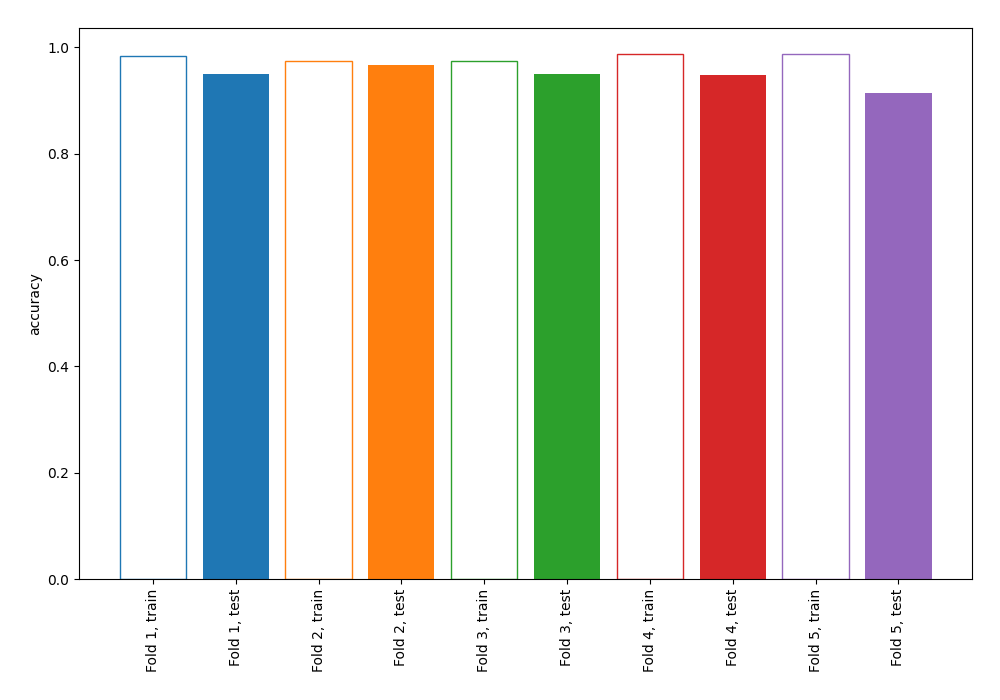 1.0
0.8
0.6
0.4
0.2
0.0
accuracy
Fold 1, train
Fold 1, test
Fold 2, train
Fold 2, test
Fold 3, train
Fold 3, test
Fold 4, train
Fold 4, test
Fold 5, train
Fold 5, test